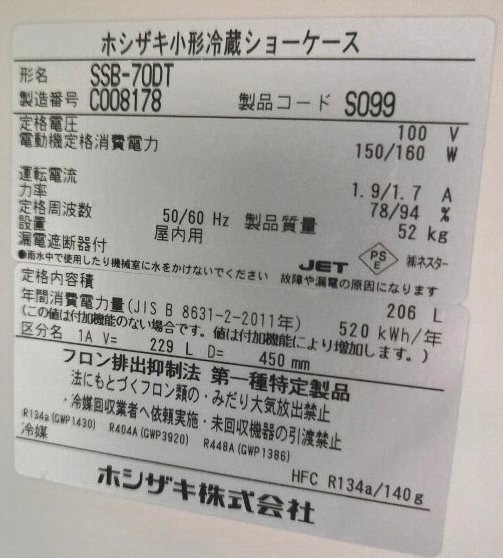 ホシザキ小形冷蔵ショーケース
形名 SSB-70DT
製造番号 C008178 製品コード S099
定格電圧 100 V
電動機定格消費電力 150/160 W
運転電流 1.9/1.7 A
力率 78/94 %
定格周波数 50/60 Hz 製品質量 52 kg
設置 屋内用
漏電遮断器付 JET PSE ㈱ネスター
●雨水中で使用したり機械室に水をかけないでください 故障や漏電の原因になります
定格内容積 206 L
年間消費電力量(JIS B 8631-2-2011年) 520 kWh/年
(この値は付加機能のない場合です。値は付加機能により増加します。)
区分名 1A V= 229 L D= 450 mm
フロン排出抑制法 第一種特定製品
法にもとづくフロン類の・みだり大気放出禁止
・冷媒回収業者へ依頼実施・未回収機器の引渡禁止
R134a(GWP1430) R404A(GWP3920) R448A(GWP1386)
冷媒 HFC R134a/140g
ホシザキ株式会社